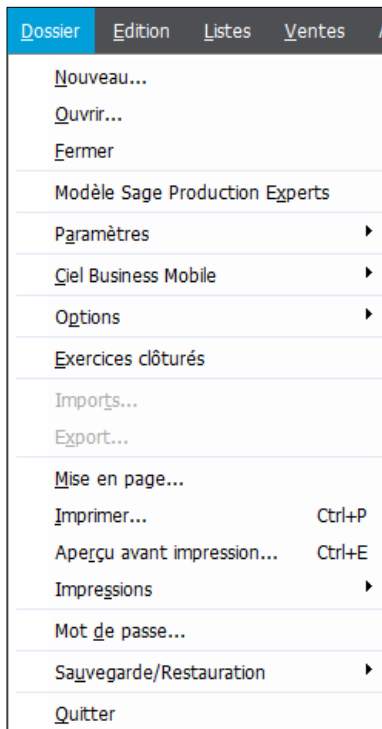 Dossier Edition Listes Ventes
Nouveau...
Ouvrir...
Fermer
Modèle Sage Production Experts
Paramètres
Ciel Business Mobile
Options
Exercices clôturés
Imports...
Export...
Mise en page...
Imprimer... Ctrl+P
Aperçu avant impression... Ctrl+E
Impressions
Mot de passe...
Sauvegarde/Restauration
Quitter